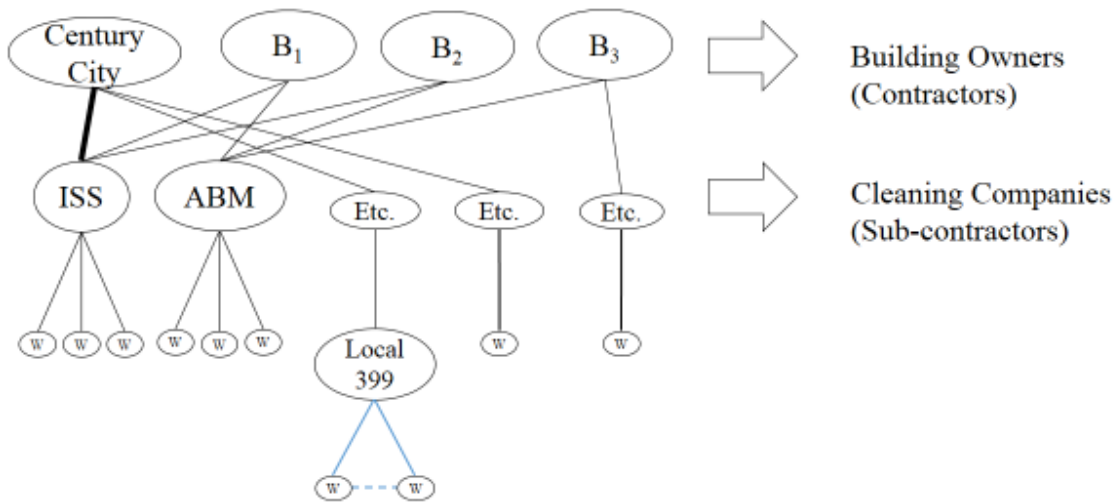 Century
City
B₁
B₂
B₃
Building Owners
(Contractors)
ISS
ABM
Etc.
Etc.
Etc.
Cleaning Companies
(Sub-contractors)
W
W
W
W
W
W
Local
399
W
W
W
W